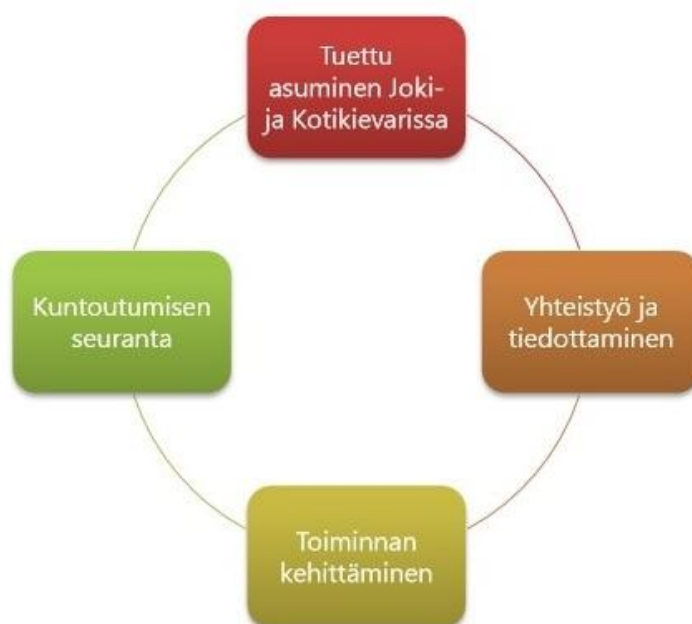 Tuettu
asuminen Joki-
ja Kotikievarissa
Yhteistyö ja
tiedottaminen
Toiminnan
kehittäminen
Kuntoutumisen
seuranta